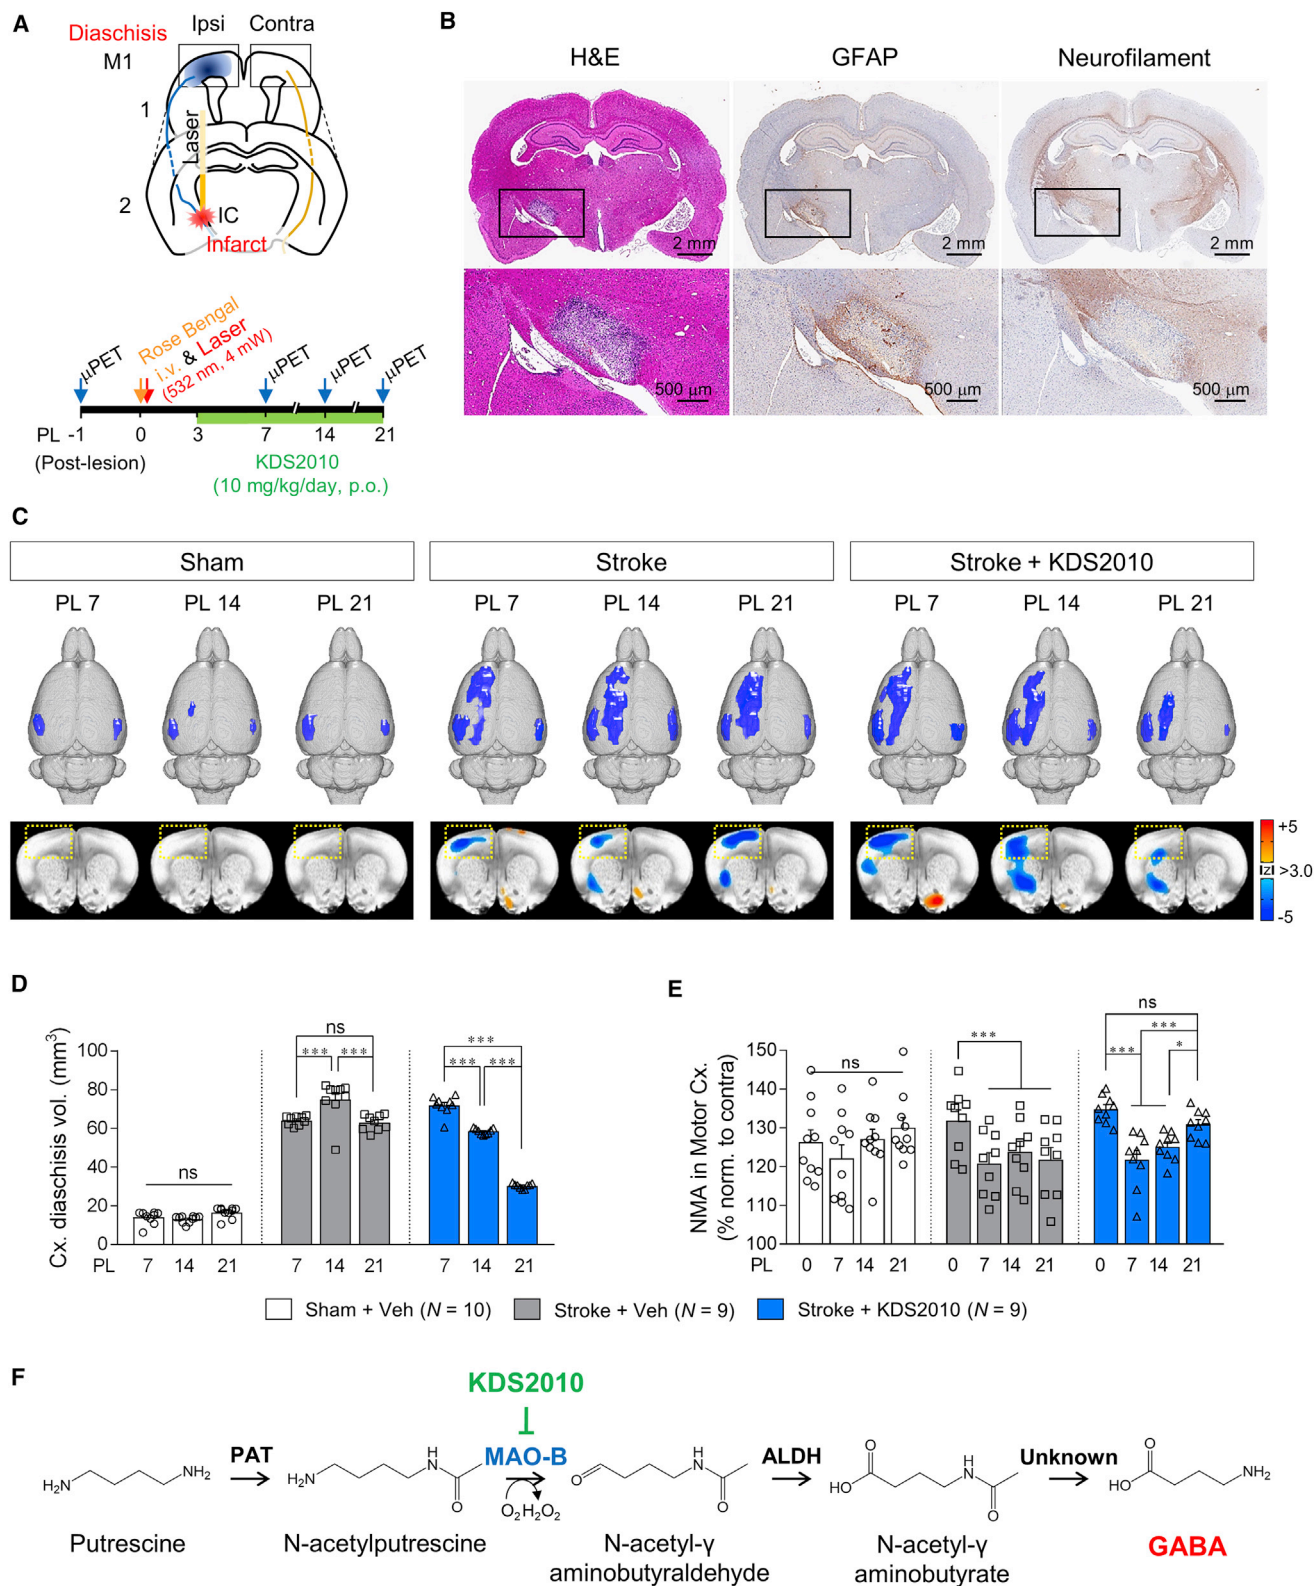 A
Diaschisis
Ipsi
Contra
M1
1
Laser
2
IC
Infarct
μPET
Rose Bengal
i.v. & Laser
(532 nm, 4 mW)
μPET
μPET
μPET
PL -1 0 3 7 14 21
(Post-lesion)
KDS2010
(10 mg/kg/day, p.o.)
B
H&E GFAP Neurofilament
2 mm 2 mm 2 mm
500 μm 500 μm 500 μm
C
Sham Stroke Stroke + KDS2010
PL 7 PL 14 PL 21 PL 7 PL 14 PL 21 PL 7 PL 14 PL 21
+5
|z| >3.0
-5
D
Cx. diaschisis vol. (mm³)
100
80
60
40
20
0
ns
ns
*** ***
***
*** ***
PL 7 14 21 7 14 21 7 14 21
E
NMA in Motor Cx.
(% norm. to contra)
150
140
130
120
110
100
ns
***
ns
***
*** *
PL 0 7 14 21 0 7 14 21 0 7 14 21
Sham + Veh (N = 10) Stroke + Veh (N = 9) Stroke + KDS2010 (N = 9)
F
KDS2010
PAT MAO-B ALDH Unknown
H₂N NH₂
H₂N H N O
O₂ H₂O₂
O H N O
O HO H N O
O HO NH₂
Putrescine
N-acetylputrescine
N-acetyl-γ
aminobutyraldehyde
N-acetyl-γ
aminobutyrate
GABA